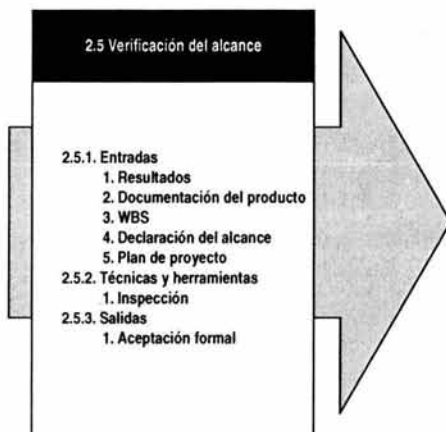 2.5 Verificación del alcance
2.5.1. Entradas
1. Resultados
2. Documentación del producto
3. WBS
4. Declaración del alcance
5. Plan de proyecto
2.5.2. Técnicas y herramientas
1. Inspección
2.5.3. Salidas
1. Aceptación formal